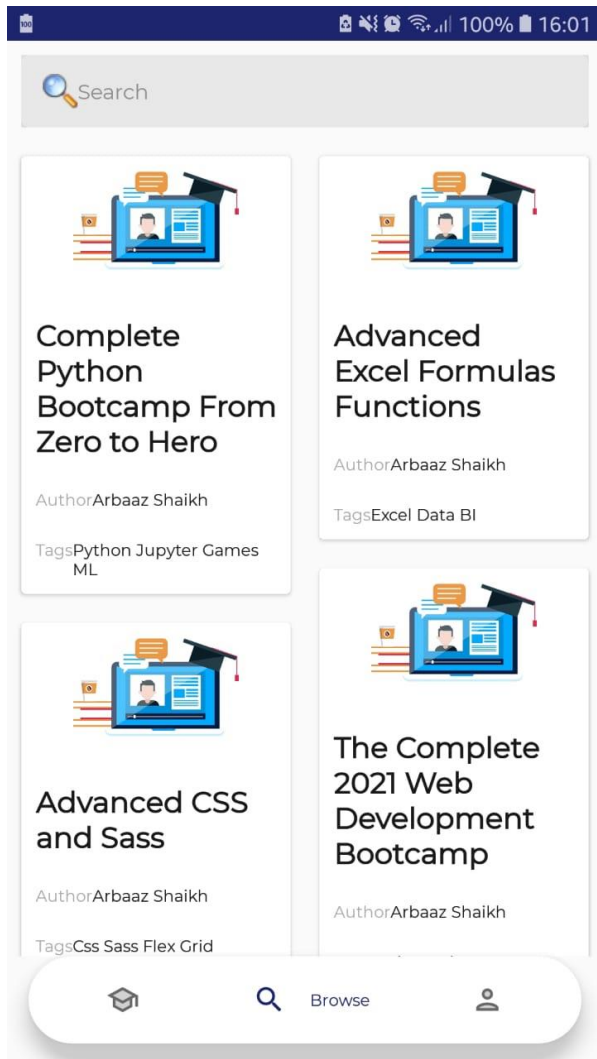 100
100% 16:01
Search
Complete
Python
Bootcamp From
Zero to Hero
AuthorArbaaz Shaikh
TagsPython Jupyter Games
ML
Advanced
Excel Formulas
Functions
AuthorArbaaz Shaikh
TagsExcel Data BI
Advanced CSS
and Sass
AuthorArbaaz Shaikh
TagsCss Sass Flex Grid
The Complete
2021 Web
Development
Bootcamp
AuthorArbaaz Shaikh
Browse